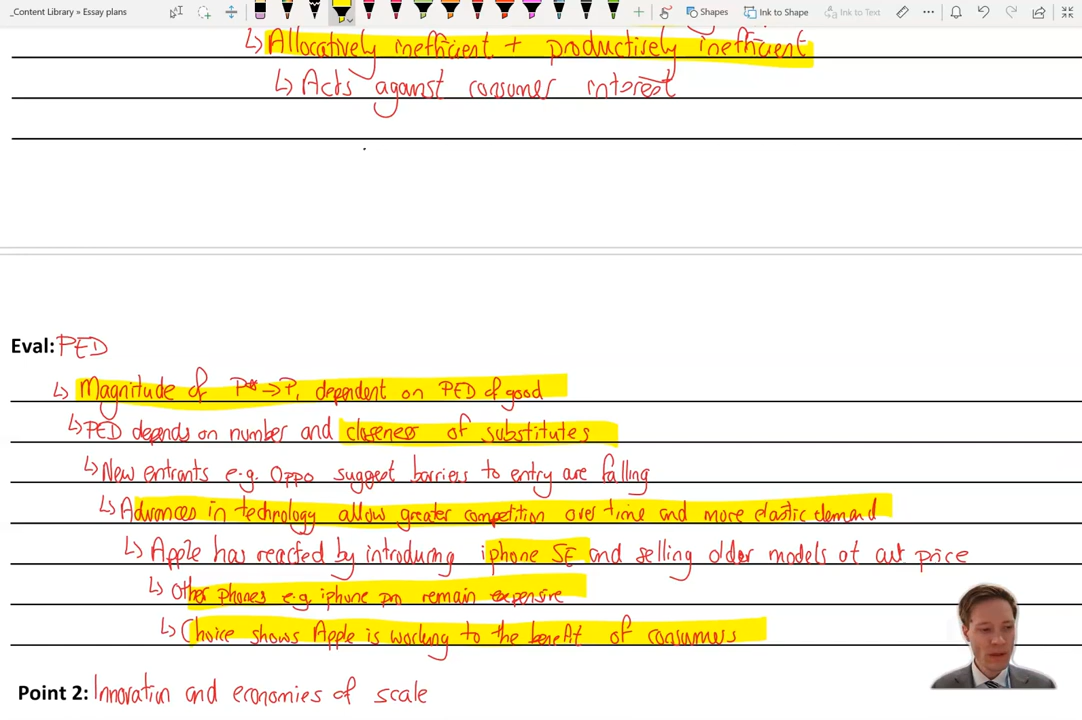 _Content Library » Essay plans
Shapes
Ink to Shape
Ink to Text
Allocatively inefficient + productively inefficient
Acts against consumer interest
Eval: PED
Magnitude of P* → P1 dependent on PED of good
PED depends on number and closeness of substitutes
New entrants e.g. Oppo suggest barriers to entry are falling
Advances in technology allow greater competition over time and more elastic demand
Apple has reacted by introducing iphone SE and selling older models at cut price
Other phones e.g. iphone pro remain expensive
Choice shows Apple is working to the benefit of consumers
Point 2: Innovation and economies of scale